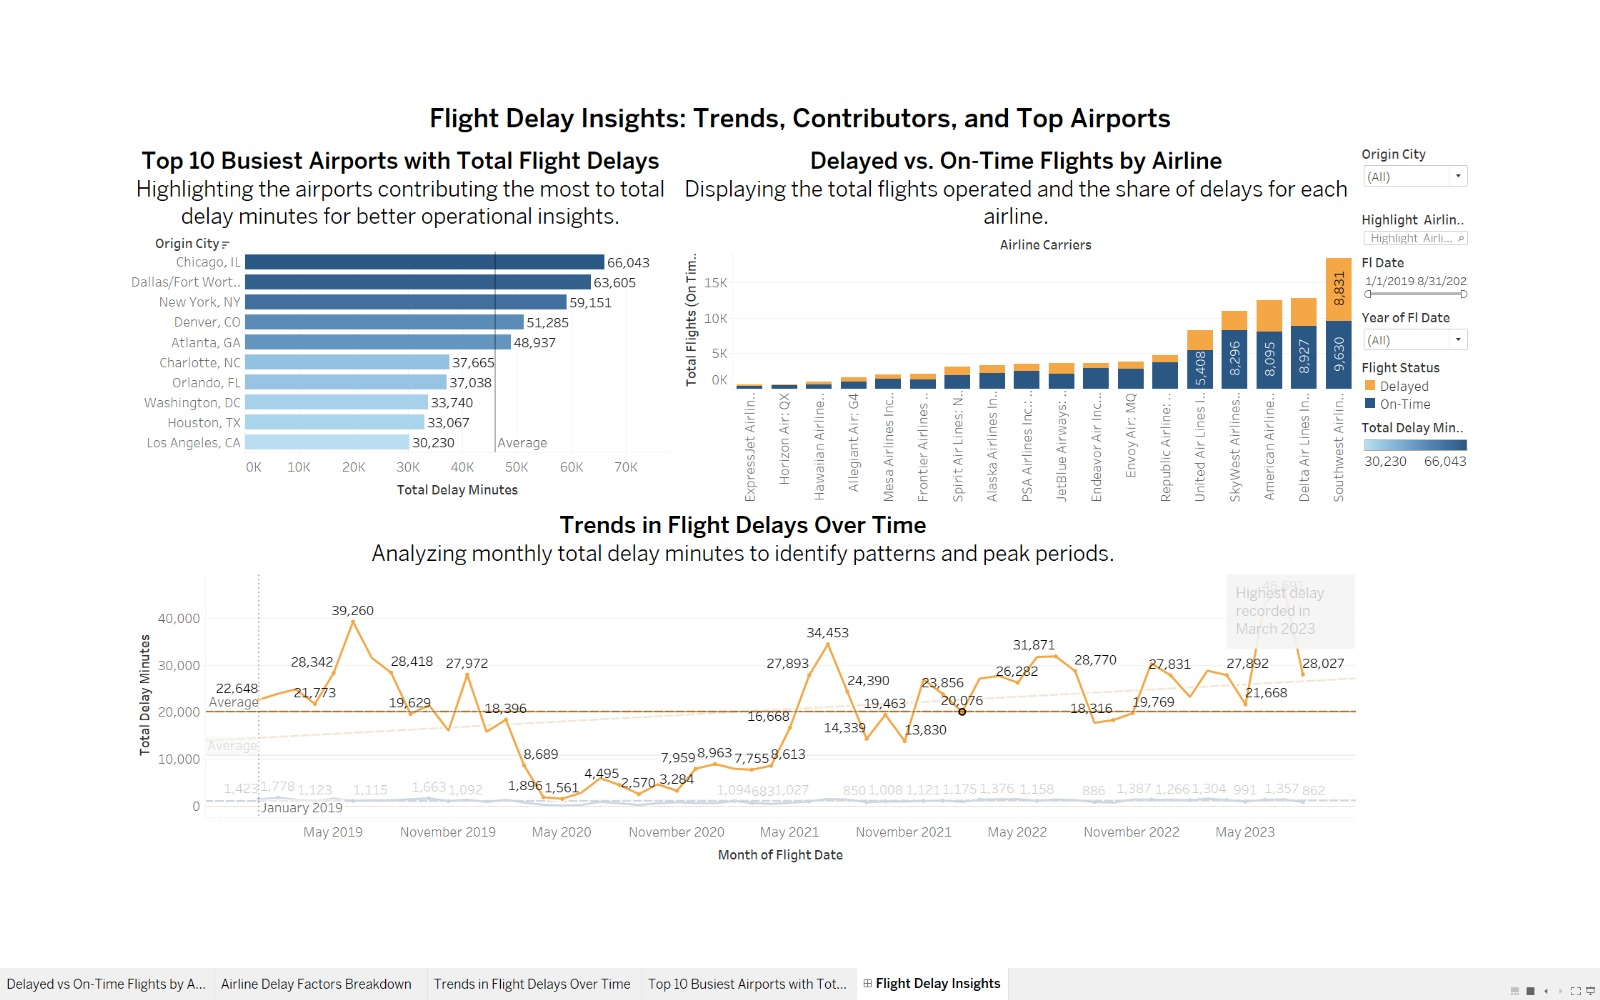 Flight Delay Insights: Trends, Contributors, and Top Airports
Top 10 Busiest Airports with Total Flight Delays
Highlighting the airports contributing the most to total
delay minutes for better operational insights.
Origin City
Chicago, IL 66,043
Dallas/Fort Wort.. 63,605
New York, NY 59,151
Denver, CO 51,285
Atlanta, GA 48,937
Charlotte, NC 37,665
Orlando, FL 37,038
Washington, DC 33,740
Houston, TX 33,067
Los Angeles, CA 30,230 Average
0K 10K 20K 30K 40K 50K 60K 70K
Total Delay Minutes
Delayed vs. On-Time Flights by Airline
Displaying the total flights operated and the share of delays for each
airline.
Airline Carriers
Total Flights (On Tim..
15K
10K
5K
0K
5,408 8,296 8,095 8,927 9,630 8,831
ExpressJet Airlin..
Horizon Air: QX
Hawaiian Airline..
Allegiant Air: G4
Mesa Airlines Inc..
Frontier Airlines ..
Spirit Air Lines: N..
Alaska Airlines In..
PSA Airlines Inc.: ..
JetBlue Airways: ..
Endeavor Air Inc...
Envoy Air: MQ
Republic Airline: ..
United Air Lines I..
SkyWest Airlines..
American Airline..
Delta Air Lines In..
Southwest Airlin..
Origin City
(All)
Highlight Airlin..
Highlight Airli...
Fl Date
1/1/2019 8/31/202
Year of Fl Date
(All)
Flight Status
Delayed
On-Time
Total Delay Min..
30,230 66,043
Trends in Flight Delays Over Time
Analyzing monthly total delay minutes to identify patterns and peak periods.
Total Delay Minutes
40,000
30,000
20,000
10,000
0
22,648 21,773 28,342 39,260 28,418 19,629 27,972 18,396 8,689 1,896 1,561 4,495 2,570 3,284 7,959 8,963 7,755 8,613 16,668 27,893 34,453 24,390 14,339 19,463 13,830 23,856 20,076 26,282 31,871 28,770 18,316 19,769 27,831 27,892 21,668 45,691 28,027
Average
Average
Highest delay
recorded in
March 2023
1,423 1,778 1,123 1,115 1,663 1,092 1,094 683 1,027 850 1,008 1,121 1,175 1,376 1,158 886 1,387 1,266 1,304 991 1,357 862
January 2019
May 2019 November 2019 May 2020 November 2020 May 2021 November 2021 May 2022 November 2022 May 2023
Month of Flight Date
Delayed vs On-Time Flights by A...
Airline Delay Factors Breakdown
Trends in Flight Delays Over Time
Top 10 Busiest Airports with Tot...
Flight Delay Insights